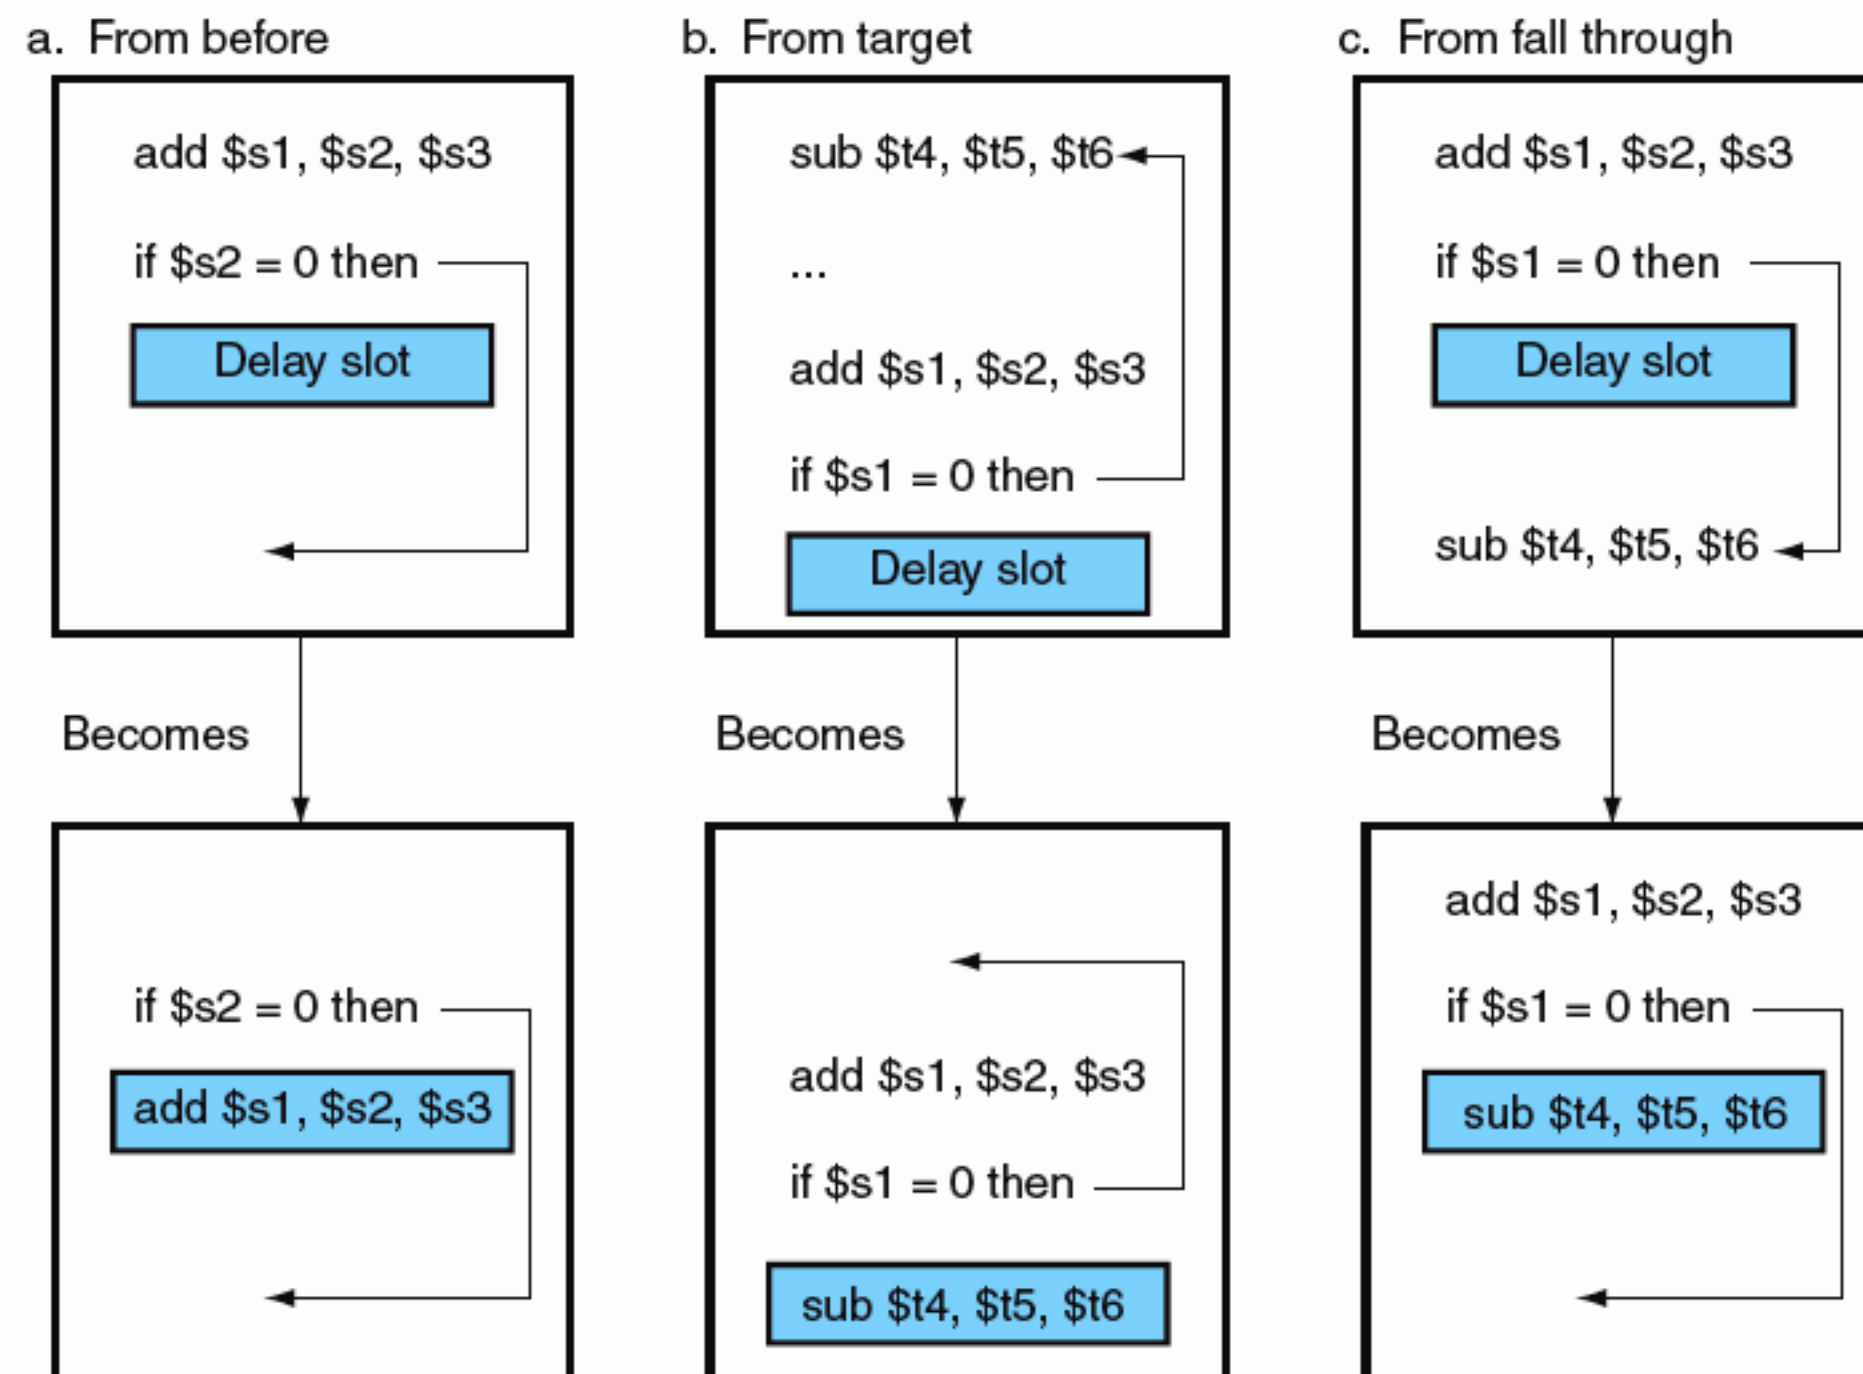 a. From before
add $s1, $s2, $s3
if $s2 = 0 then
Delay slot
Becomes
if $s2 = 0 then
add $s1, $s2, $s3
b. From target
sub $t4, $t5, $t6
...
add $s1, $s2, $s3
if $s1 = 0 then
Delay slot
Becomes
add $s1, $s2, $s3
if $s1 = 0 then
sub $t4, $t5, $t6
c. From fall through
add $s1, $s2, $s3
if $s1 = 0 then
Delay slot
sub $t4, $t5, $t6
Becomes
add $s1, $s2, $s3
if $s1 = 0 then
sub $t4, $t5, $t6